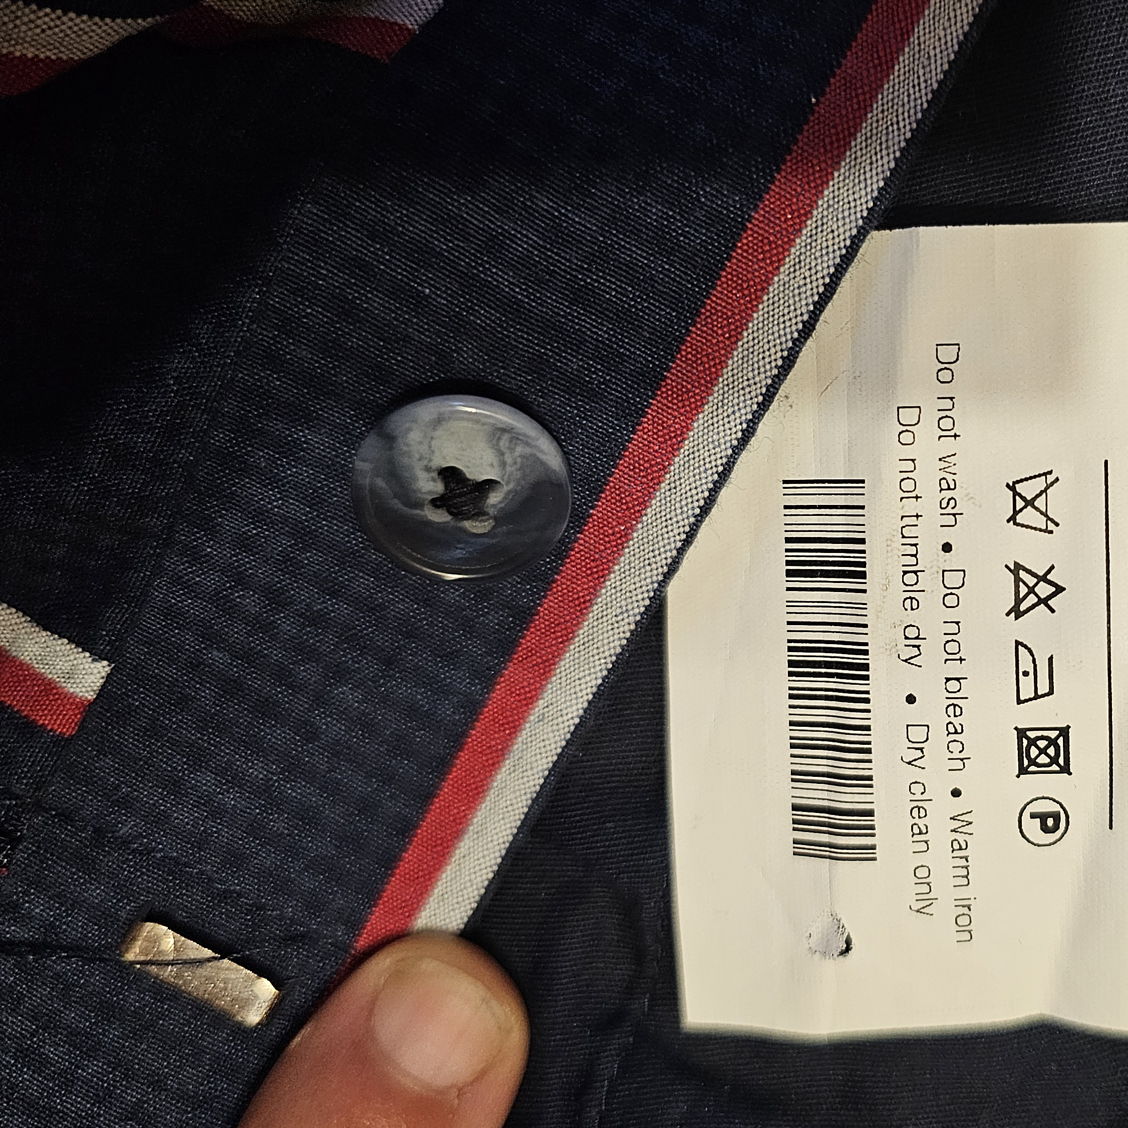 Do not wash • Do not bleach • Warm iron
Do not tumble dry • Dry clean only
P